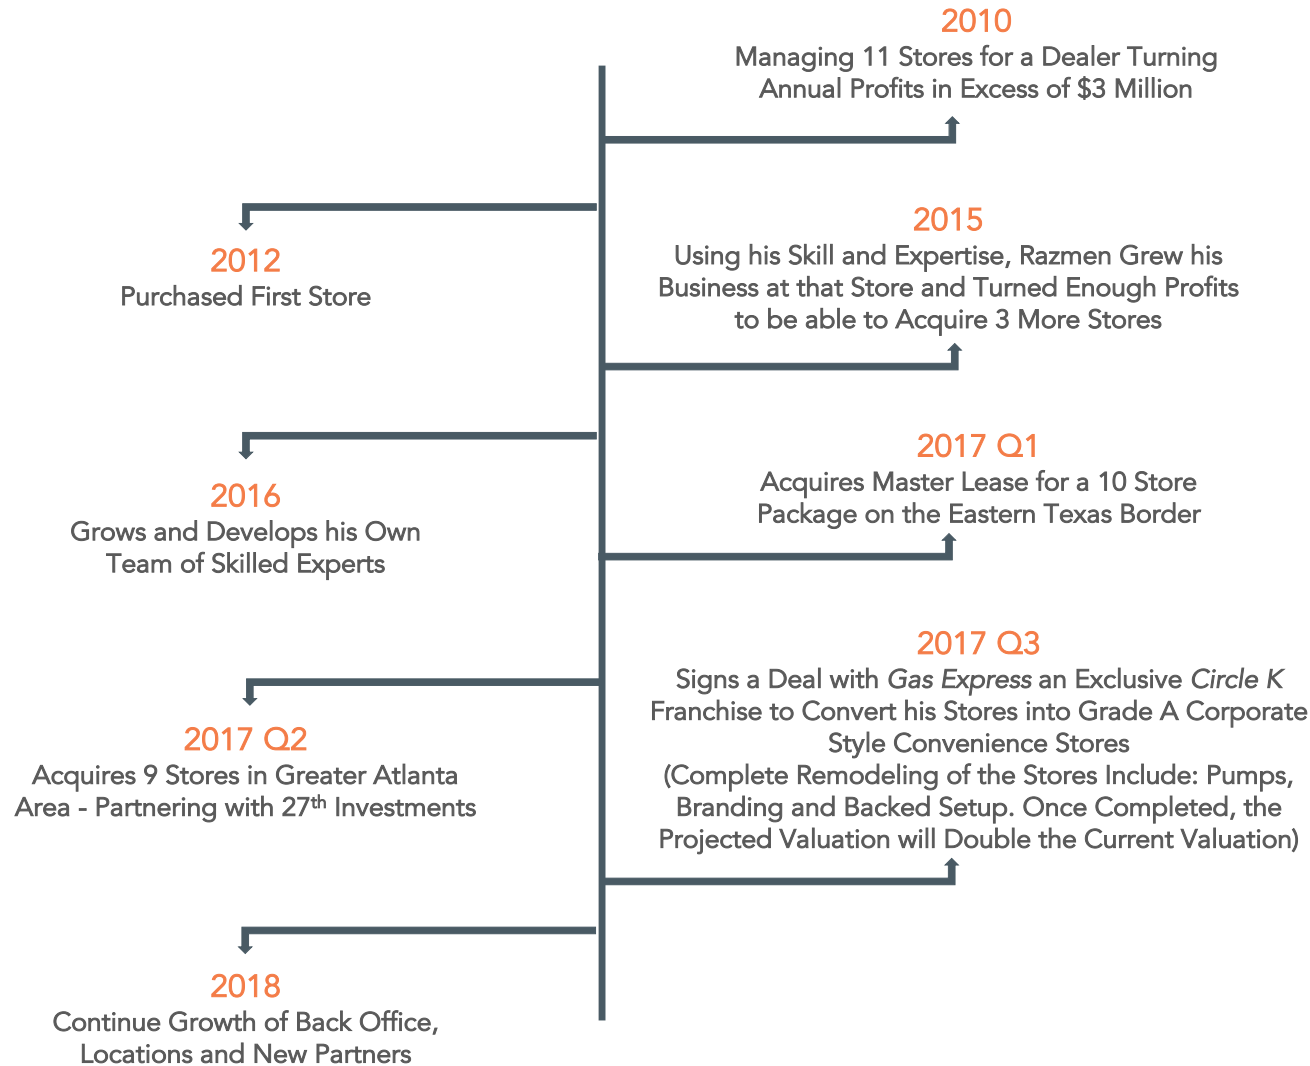 2010
Managing 11 Stores for a Dealer Turning
Annual Profits in Excess of $3 Million
2012
Purchased First Store
2015
Using his Skill and Expertise, Razmen Grew his
Business at that Store and Turned Enough Profits
to be able to Acquire 3 More Stores
2016
Grows and Develops his Own
Team of Skilled Experts
2017 Q1
Acquires Master Lease for a 10 Store
Package on the Eastern Texas Border
2017 Q2
Acquires 9 Stores in Greater Atlanta
Area - Partnering with 27th Investments
2017 Q3
Signs a Deal with Gas Express an Exclusive Circle K
Franchise to Convert his Stores into Grade A Corporate
Style Convenience Stores
(Complete Remodeling of the Stores Include: Pumps,
Branding and Backed Setup. Once Completed, the
Projected Valuation will Double the Current Valuation)
2018
Continue Growth of Back Office,
Locations and New Partners